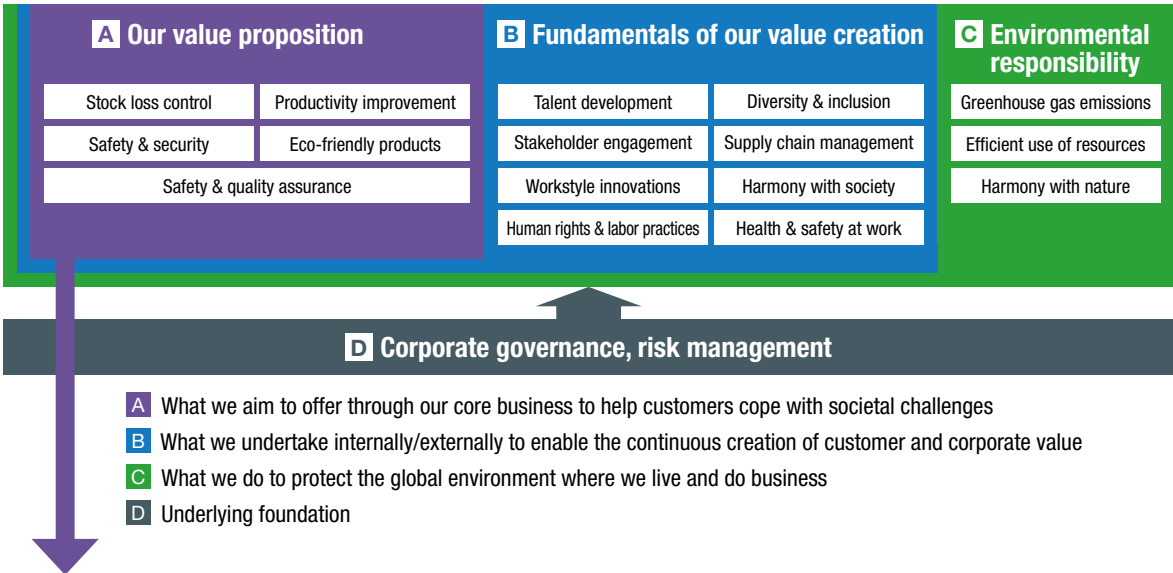 A Our value proposition
Stock loss control
Productivity improvement
Safety & security
Eco-friendly products
Safety & quality assurance
B Fundamentals of our value creation
Talent development
Diversity & inclusion
Stakeholder engagement
Supply chain management
Workstyle innovations
Harmony with society
Human rights & labor practices
Health & safety at work
C Environmental
responsibility
Greenhouse gas emissions
Efficient use of resources
Harmony with nature
D Corporate governance, risk management
A What we aim to offer through our core business to help customers cope with societal challenges
B What we undertake internally/externally to enable the continuous creation of customer and corporate value
C What we do to protect the global environment where we live and do business
D Underlying foundation